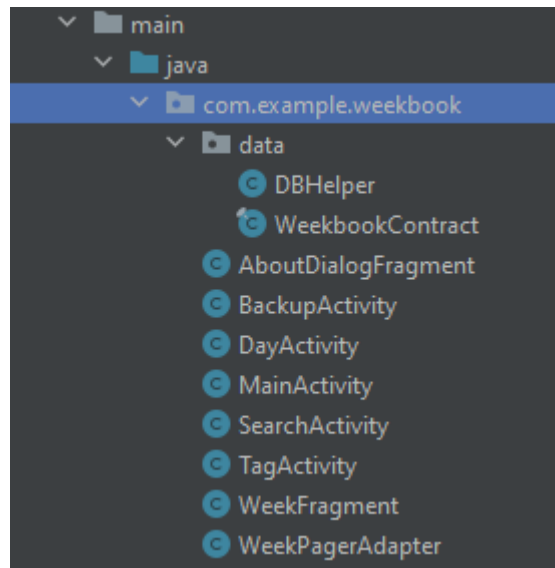 main
java
com.example.weekbook
data
C DBHelper
C WeekbookContract
C AboutDialogFragment
C BackupActivity
C DayActivity
C MainActivity
C SearchActivity
C TagActivity
C WeekFragment
C WeekPagerAdapter